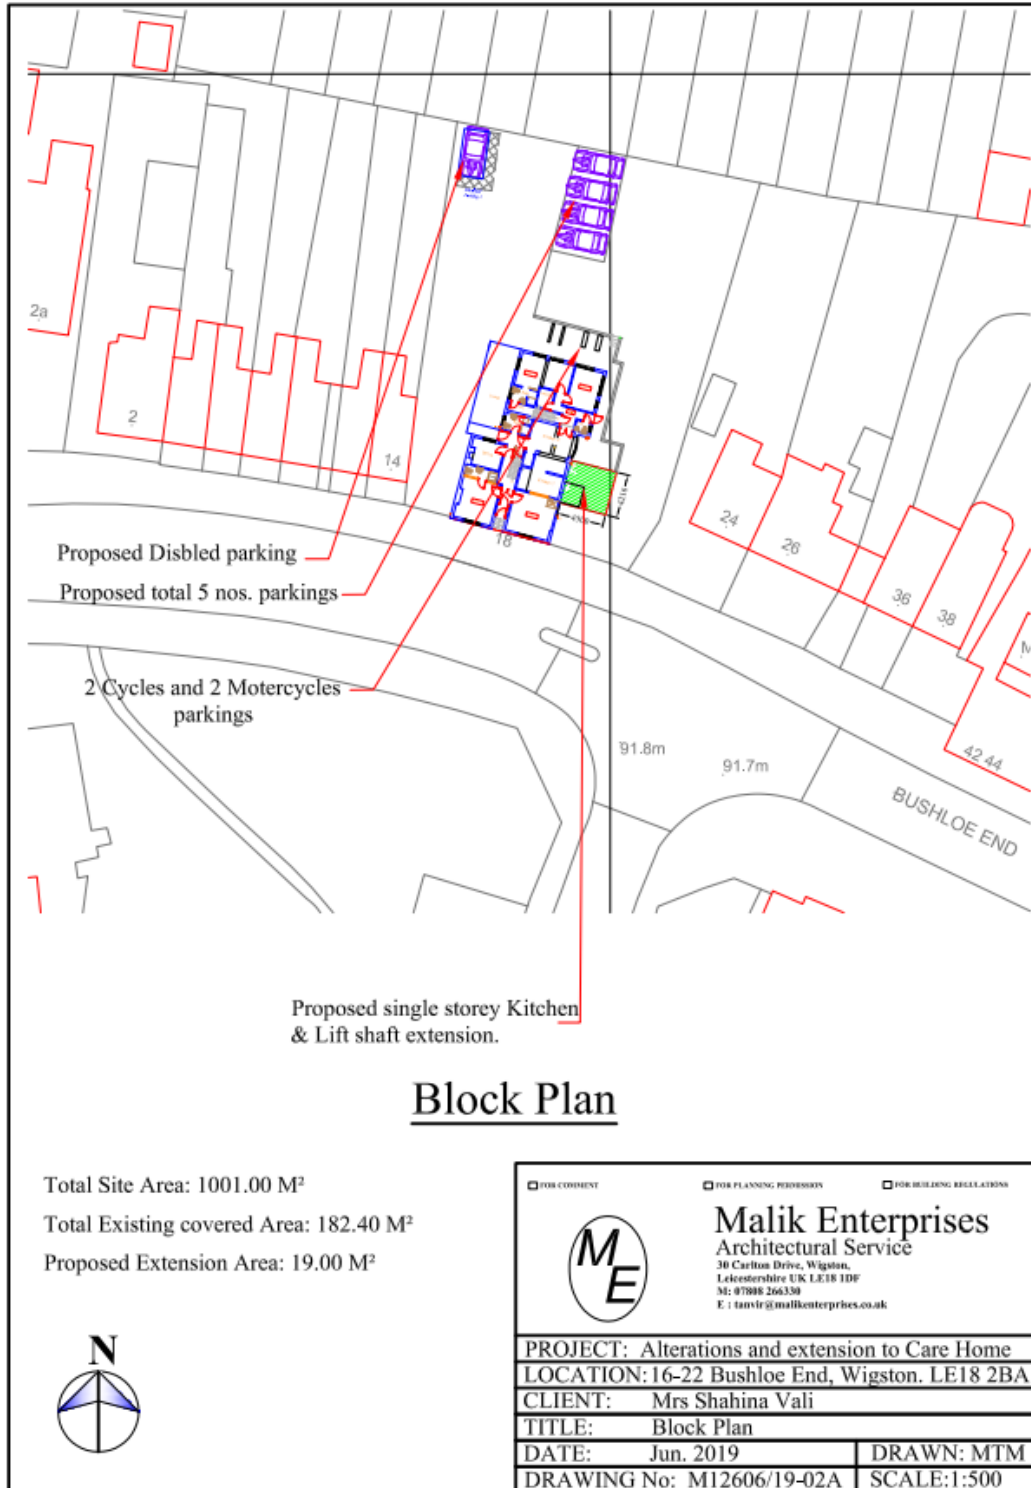 2a
2
14
18
4216
24
26
36
38
42 44
91.8m
91.7m
BUSHLOE END
Proposed Disbled parking
Proposed total 5 nos. parkings
2 Cycles and 2 Motercycles
parkings
Proposed single storey Kitchen
& Lift shaft extension.
Block Plan
Total Site Area: 1001.00 M²
Total Existing covered Area: 182.40 M²
Proposed Extension Area: 19.00 M²
N
FOR COMMENT
FOR PLANNING PERMISSION
FOR BUILDING REGULATIONS
ME
Malik Enterprises
Architectural Service
30 Carlton Drive, Wigston,
Leicestershire UK LE18 1DF
M: 07808 266330
E : tanvir@malikenterprises.co.uk
PROJECT: Alterations and extension to Care Home
LOCATION: 16-22 Bushloe End, Wigston. LE18 2BA
CLIENT: Mrs Shahina Vali
TITLE: Block Plan
DATE: Jun. 2019 DRAWN: MTM
DRAWING No: M12606/19-02A SCALE:1:500